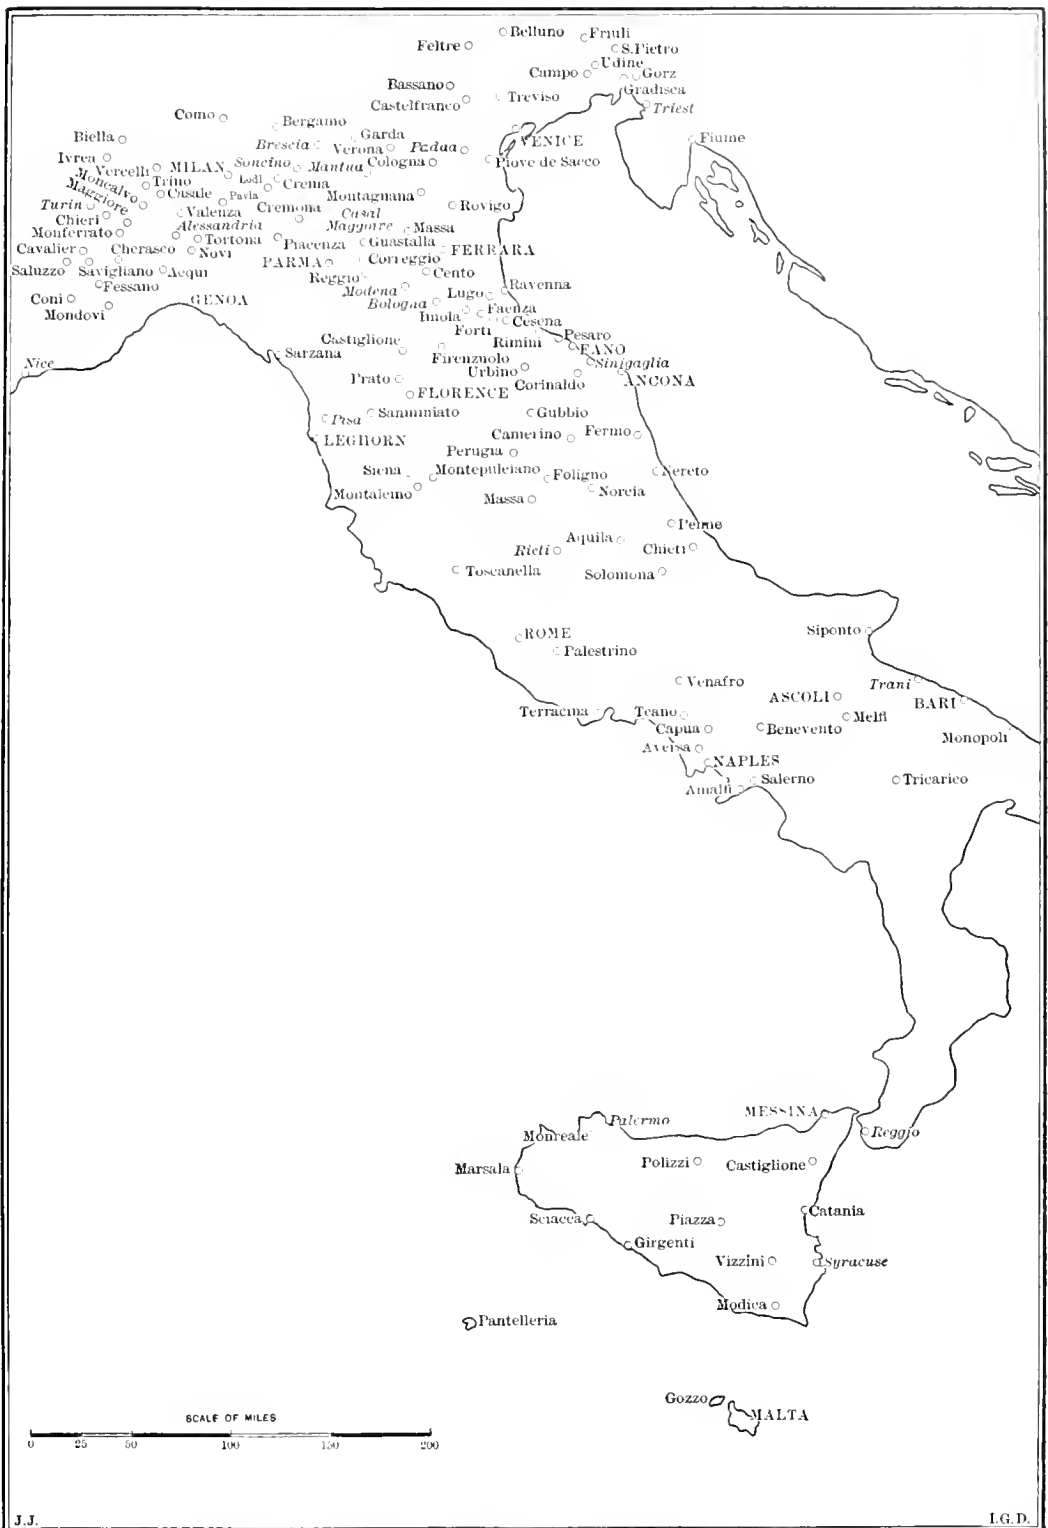 Belluno
Friuli
Feltre
S. Pietro
Udine
Campo
Gorz
Bassano
Gradisca
Castelfranco
Treviso
Triest
Como
Bergamo
Biella
Garda
VENICE
Fiume
Brescia
Verona
Padua
Ivrea
Vercelli
MILAN
Soncino
Mantua
Cologna
Piove de Sacco
Moncalvo
Trino
Lodi
Crema
Maggiore
Casale
Pavia
Montagnana
Turin
Valenza
Cremona
Casal
Maggoire
Rovigo
Chieri
Alessandria
Massa
Monferrato
Tortona
Piacenza
Guastalla
FERRARA
Cavalier
Cherasco
Novi
PARMA
Correggio
Saluzzo
Savigliano
Acqui
Reggio
Cento
Fessano
Modena
Lugo
Ravenna
Coni
GENOA
Bologna
Faenza
Mondovi
Imola
Cesena
Forti
Rimini
Pesaro
Castiglione
FANO
Nice
Sarzana
Firenzuolo
Sinigaglia
Urbino
Prato
Corinaldo
ANCONA
FLORENCE
Pisa
Sanminiato
Gubbio
LEGHORN
Camerino
Fermo
Perugia
Siena
Montepulciano
Foligno
Nereto
Montalcino
Massa
Norcia
Penne
Aquila
Rieti
Chieti
Toscanella
Solomona
ROME
Siponto
Palestrino
Venafro
Trani
ASCOLI
BARI
Terracina
Teano
Melfi
Capua
Benevento
Monopoli
Aversa
NAPLES
Amalfi
Salerno
Tricarico
MESSINA
Palermo
Monreale
Reggio
Marsala
Polizzi
Castiglione
Catania
Sciacca
Piazza
Girgenti
Vizzini
Syracuse
Modica
Pantelleria
Gozzo
MALTA
SCALE OF MILES
0 25 50 100 150 200
J.J.
I.G.D.